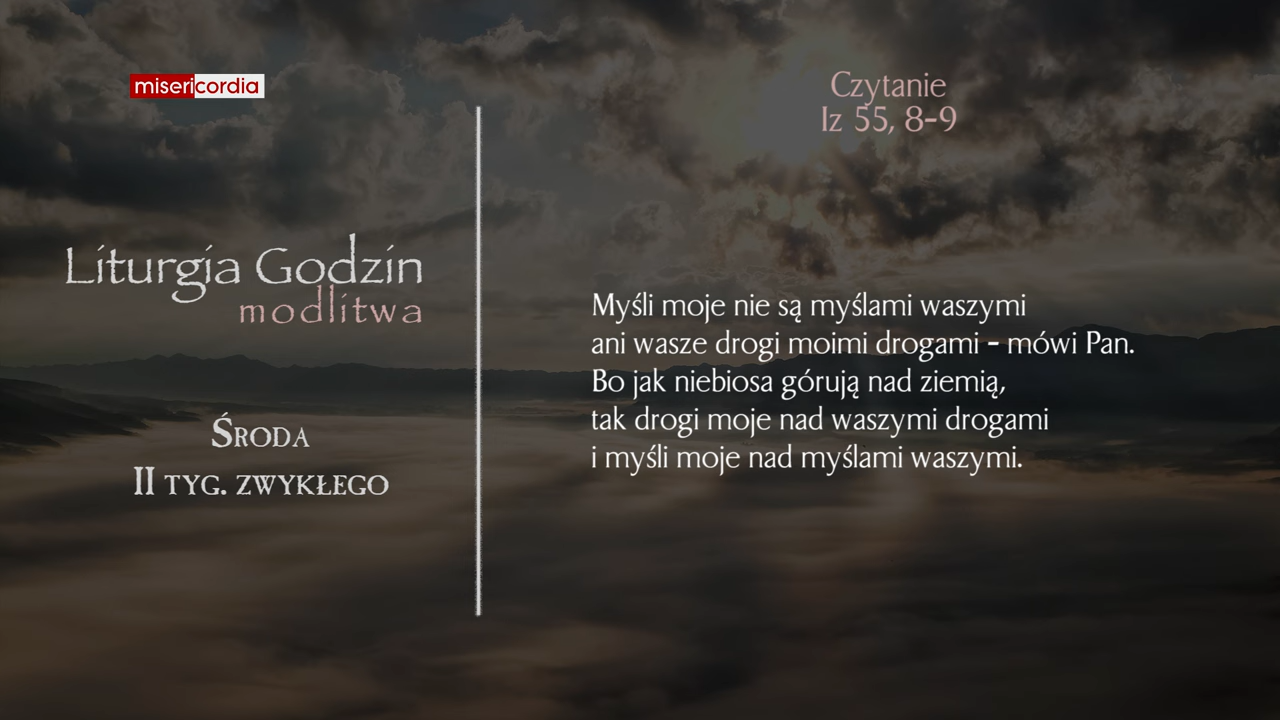 misericordia
Liturgia Godzin
modlitwa
Środa
II tyg. zwykłego
Czytanie
Iz 55, 8-9
Myśli moje nie są myślami waszymi
ani wasze drogi moimi drogami - mówi Pan.
Bo jak niebiosa górują nad ziemią,
tak drogi moje nad waszymi drogami
i myśli moje nad myślami waszymi.